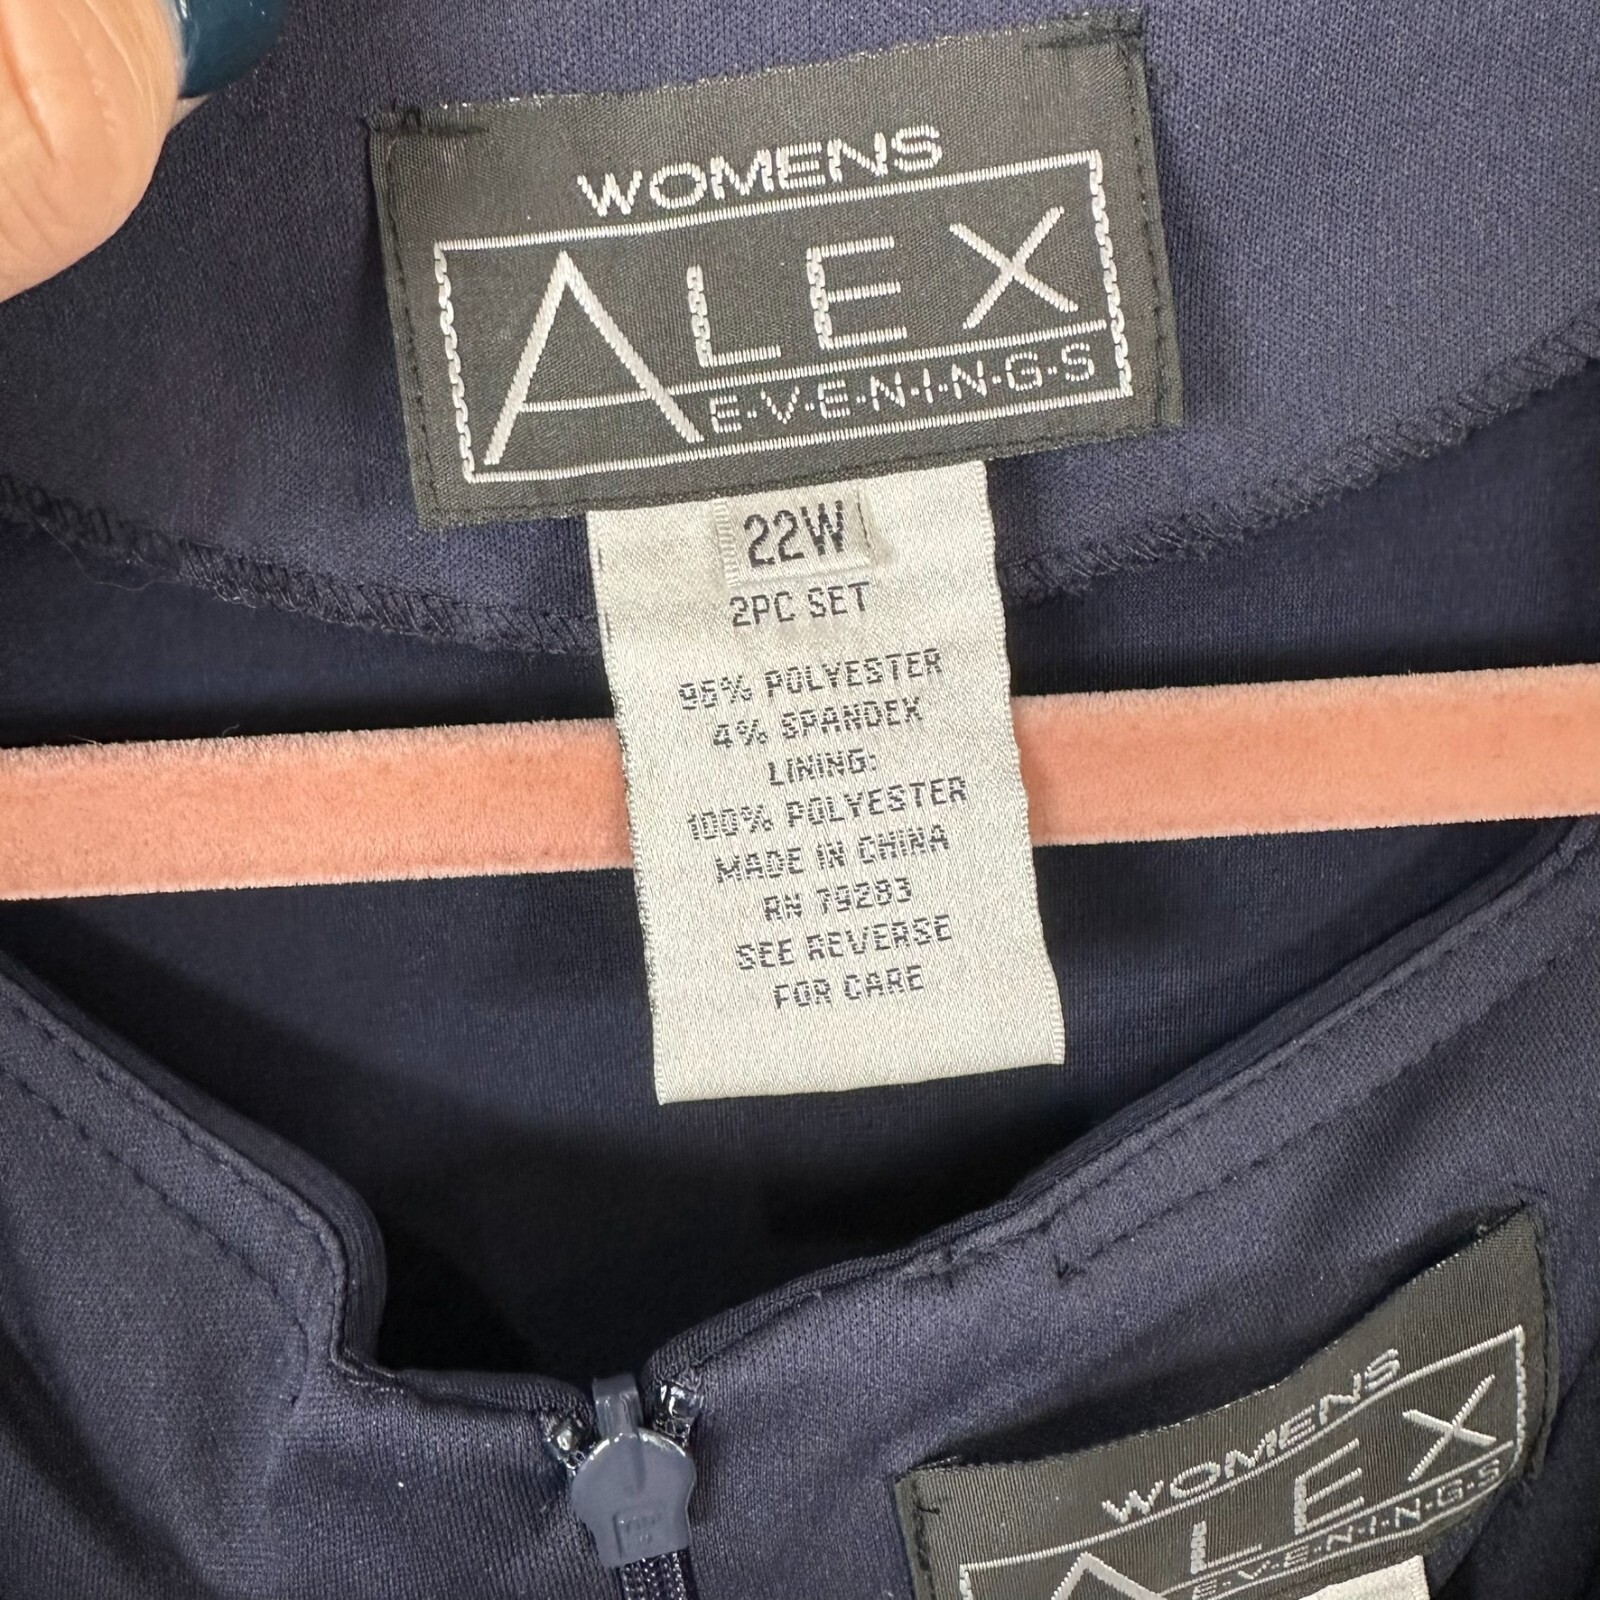 WOMENS
ALEX
E·V·E·N·I·N·G·S
22W
2PC SET
96% POLYESTER
4% SPANDEX
LINING:
100% POLYESTER
MADE IN CHINA
RN 79283
SEE REVERSE
FOR CARE
WOMENS
ALEX
E·V·E·N·I·N·G·S